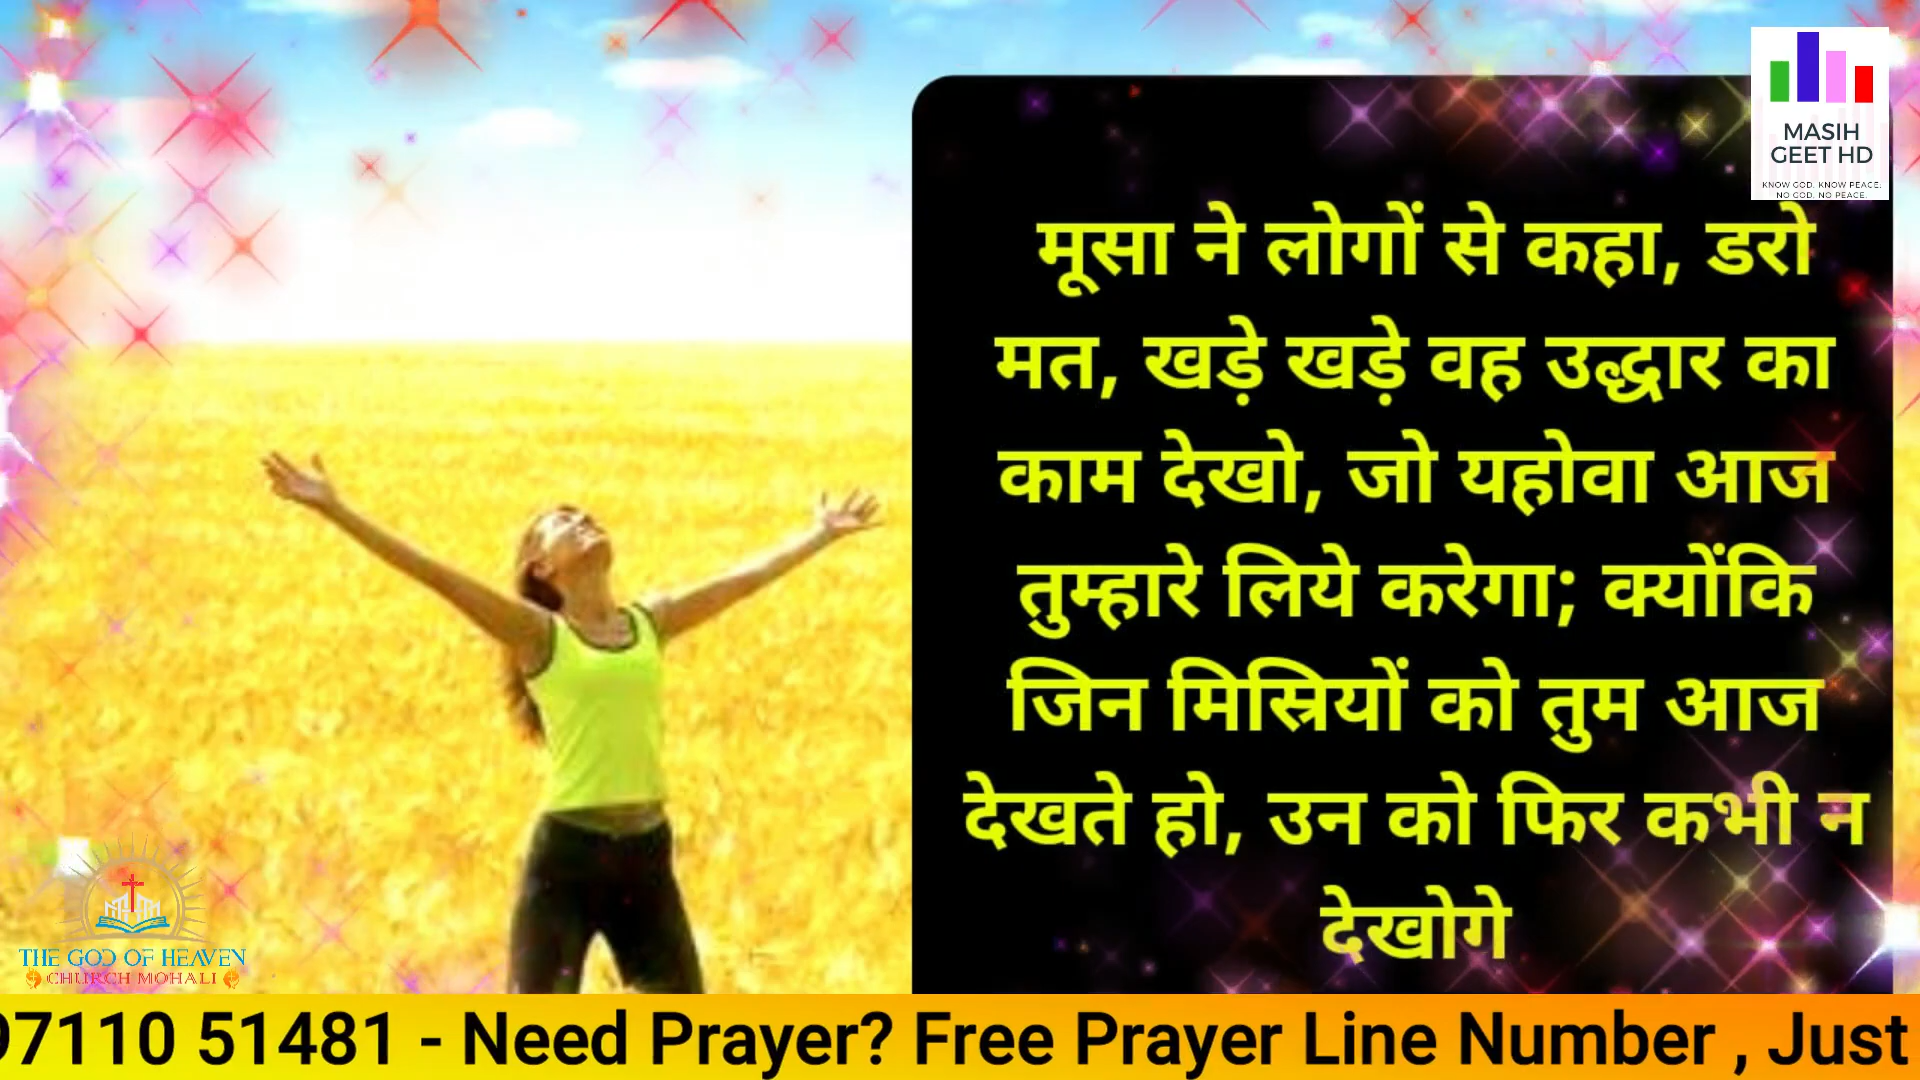 MASIH
GEET HD
KNOW GOD. KNOW PEACE.
NO GOD. NO PEACE.
मूसा ने लोगों से कहा, डरो
मत, खड़े खड़े वह उद्धार का
काम देखो, जो यहोवा आज
तुम्हारे लिये करेगा; क्योंकि
जिन मिस्रियों को तुम आज
देखते हो, उन को फिर कभी न
देखोगे
THE GOD OF HEAVEN
CHURCH MOHALI
97110 51481 - Need Prayer? Free Prayer Line Number , Just